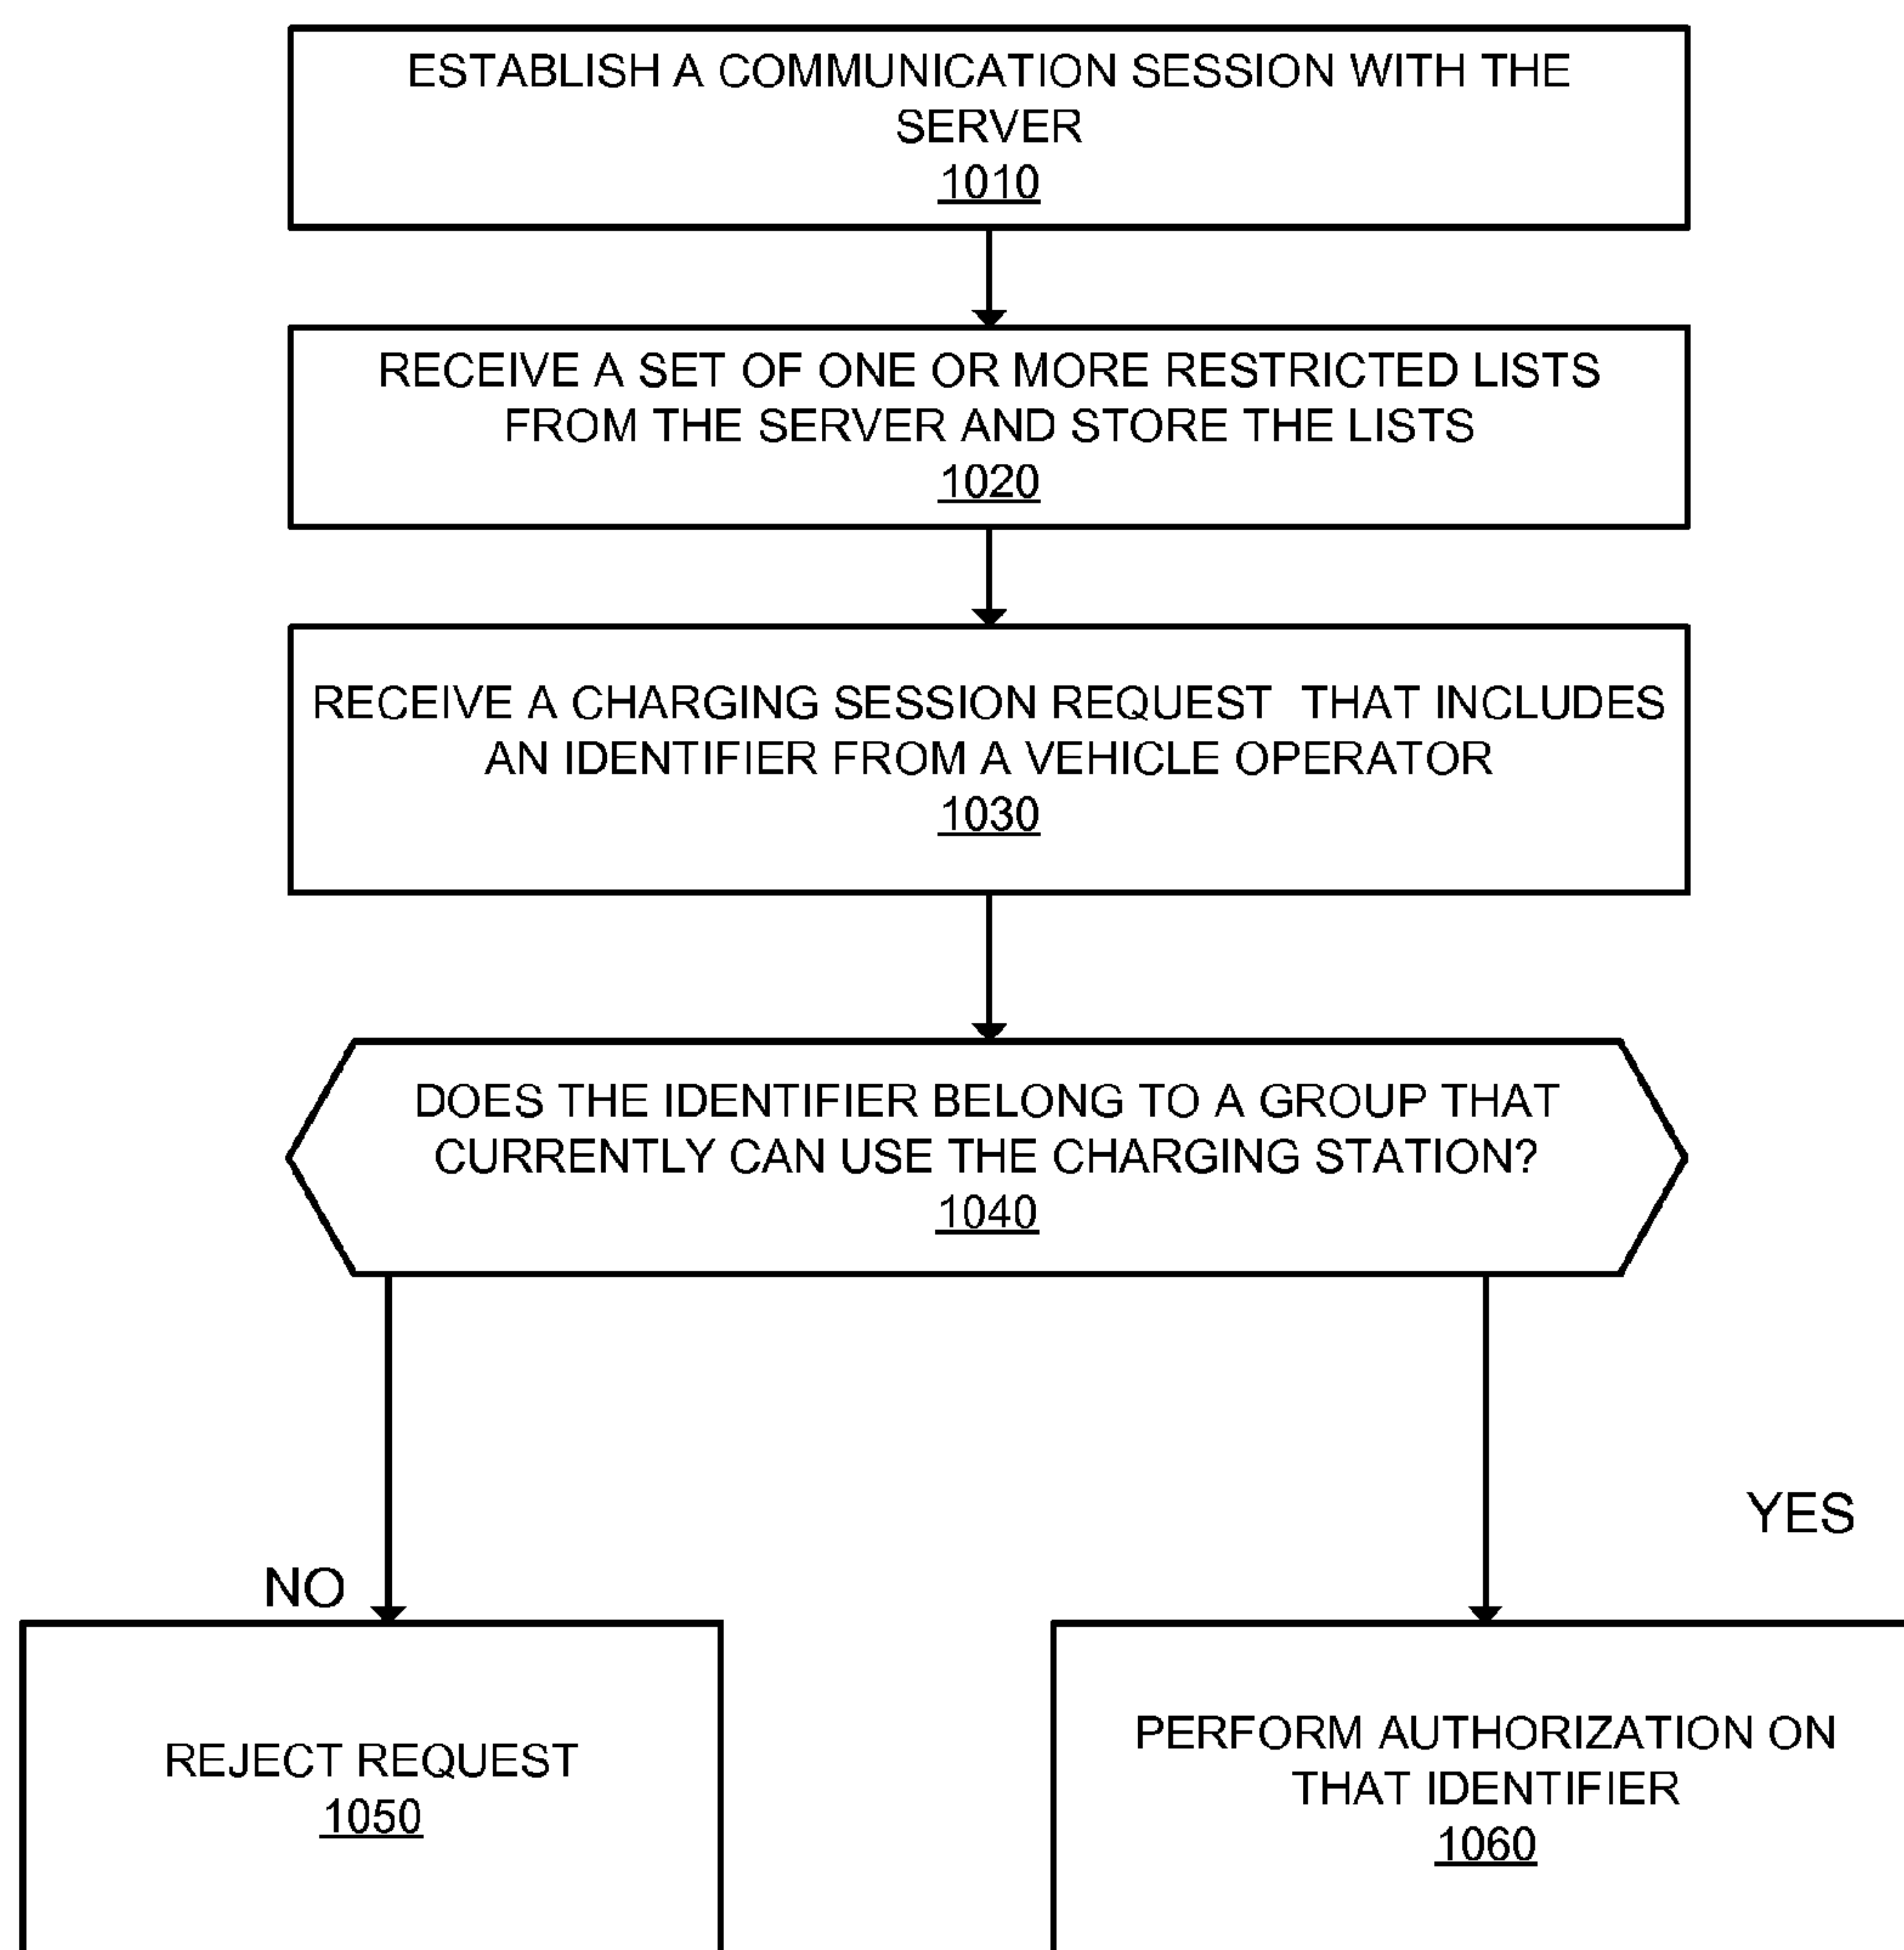 ESTABLISH A COMMUNICATION SESSION WITH THE
SERVER
1010
RECEIVE A SET OF ONE OR MORE RESTRICTED LISTS
FROM THE SERVER AND STORE THE LISTS
1020
RECEIVE A CHARGING SESSION REQUEST THAT INCLUDES
AN IDENTIFIER FROM A VEHICLE OPERATOR
1030
DOES THE IDENTIFIER BELONG TO A GROUP THAT
CURRENTLY CAN USE THE CHARGING STATION?
1040
NO
YES
REJECT REQUEST
1050
PERFORM AUTHORIZATION ON
THAT IDENTIFIER
1060